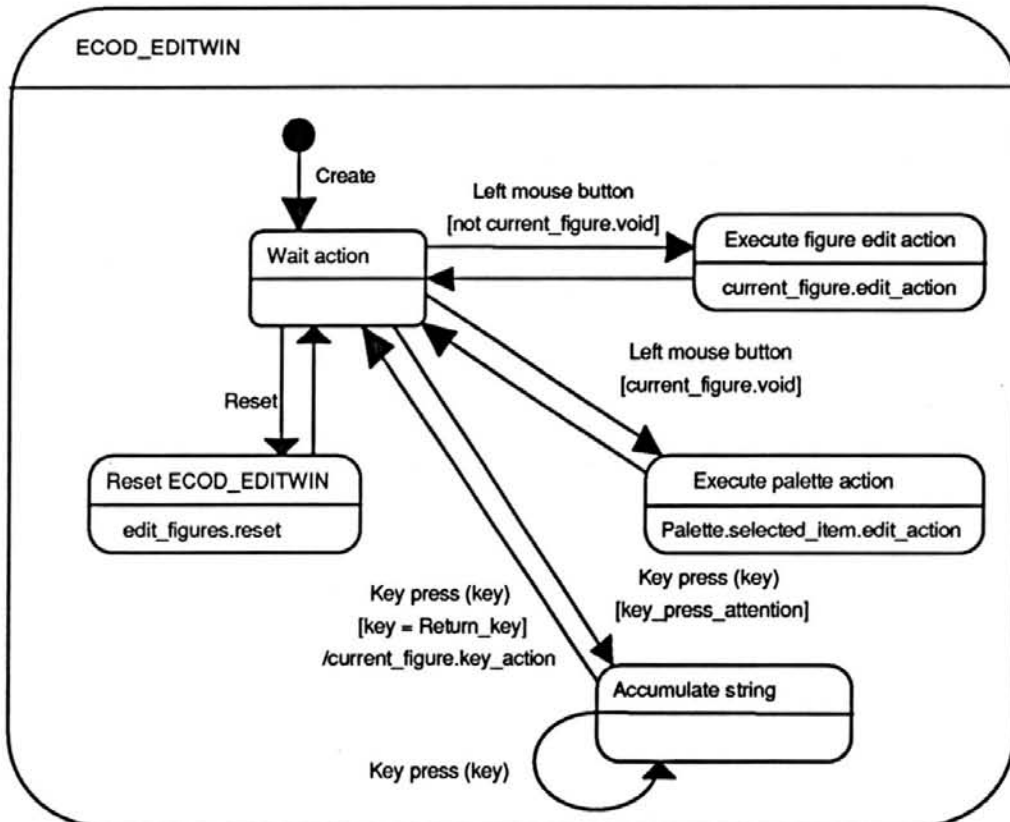 ECOD_EDITWIN
Create
Left mouse button
[not current_figure.void]
Wait action
Execute figure edit action
current_figure.edit_action
Left mouse button
[current_figure.void]
Reset
Reset ECOD_EDITWIN
edit_figures.reset
Execute palette action
Palette.selected_item.edit_action
Key press (key)
[key = Return_key]
/current_figure.key_action
Key press (key)
[key_press_attention]
Accumulate string
Key press (key)